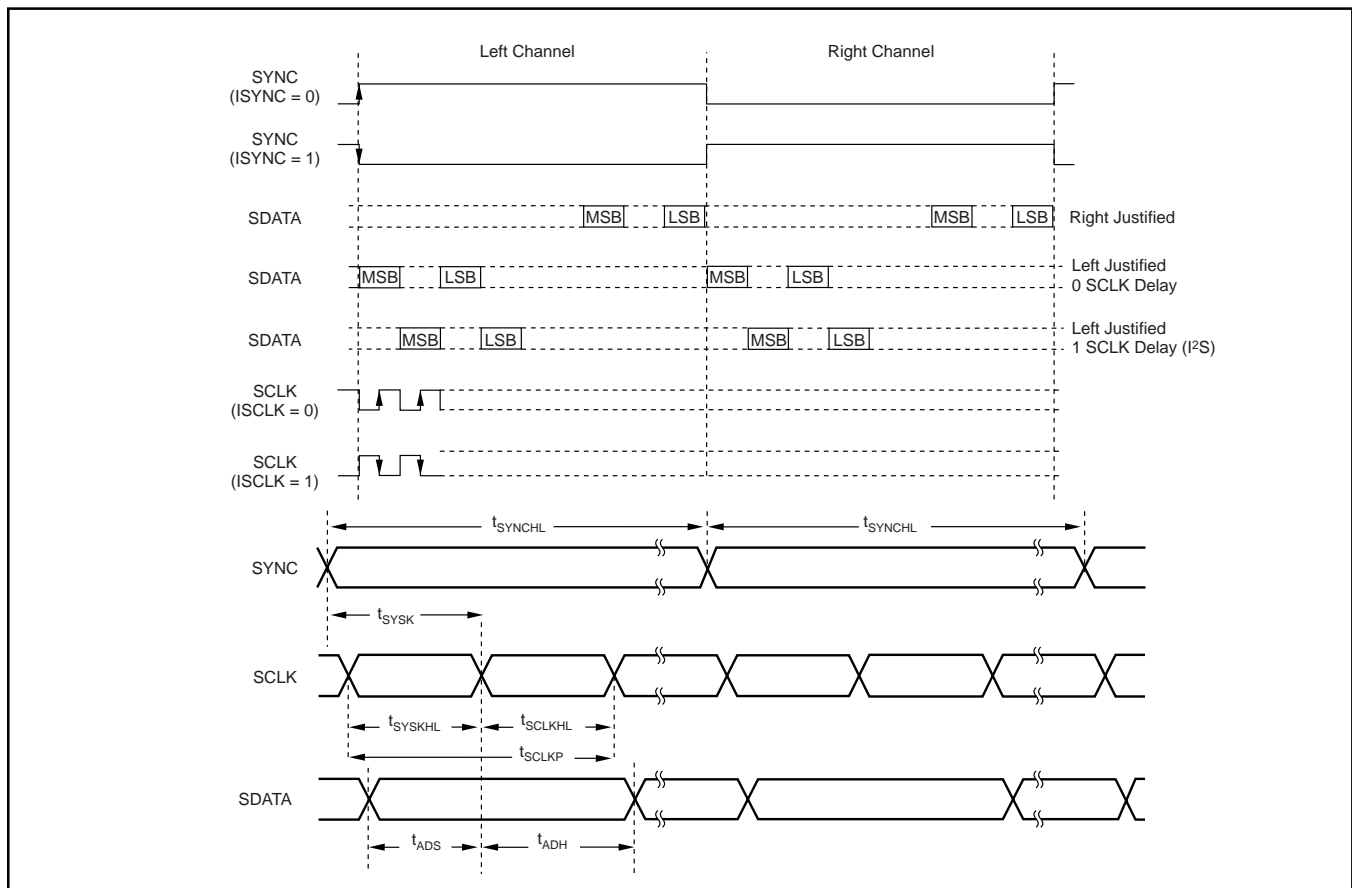 Left Channel Right Channel
SYNC
(ISYNC = 0)
SYNC
(ISYNC = 1)
SDATA MSB LSB MSB LSB Right Justified
SDATA MSB LSB MSB LSB Left Justified
0 SCLK Delay
SDATA MSB LSB MSB LSB Left Justified
1 SCLK Delay (I²S)
SCLK
(ISCLK = 0)
SCLK
(ISCLK = 1)
tSYNCHL tSYNCHL
SYNC
tSYSK
SCLK
tSYSKHL tSCLKHL
tSCLKP
SDATA
tADS tADH